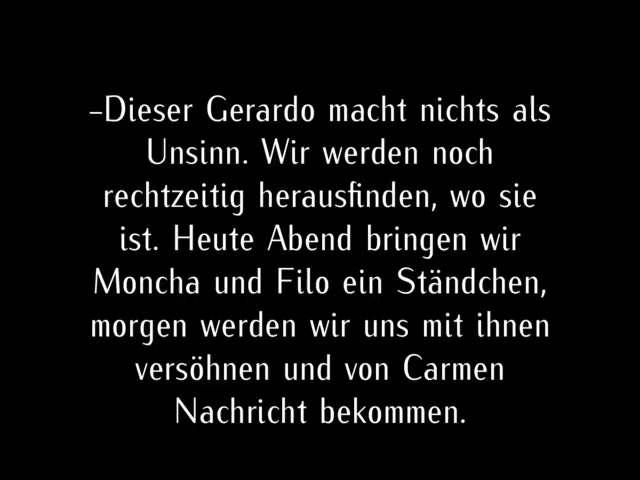 –Dieser Gerardo macht nichts als
Unsinn. Wir werden noch
rechtzeitig herausfinden, wo sie
ist. Heute Abend bringen wir
Moncha und Filo ein Ständchen,
morgen werden wir uns mit ihnen
versöhnen und von Carmen
Nachricht bekommen.